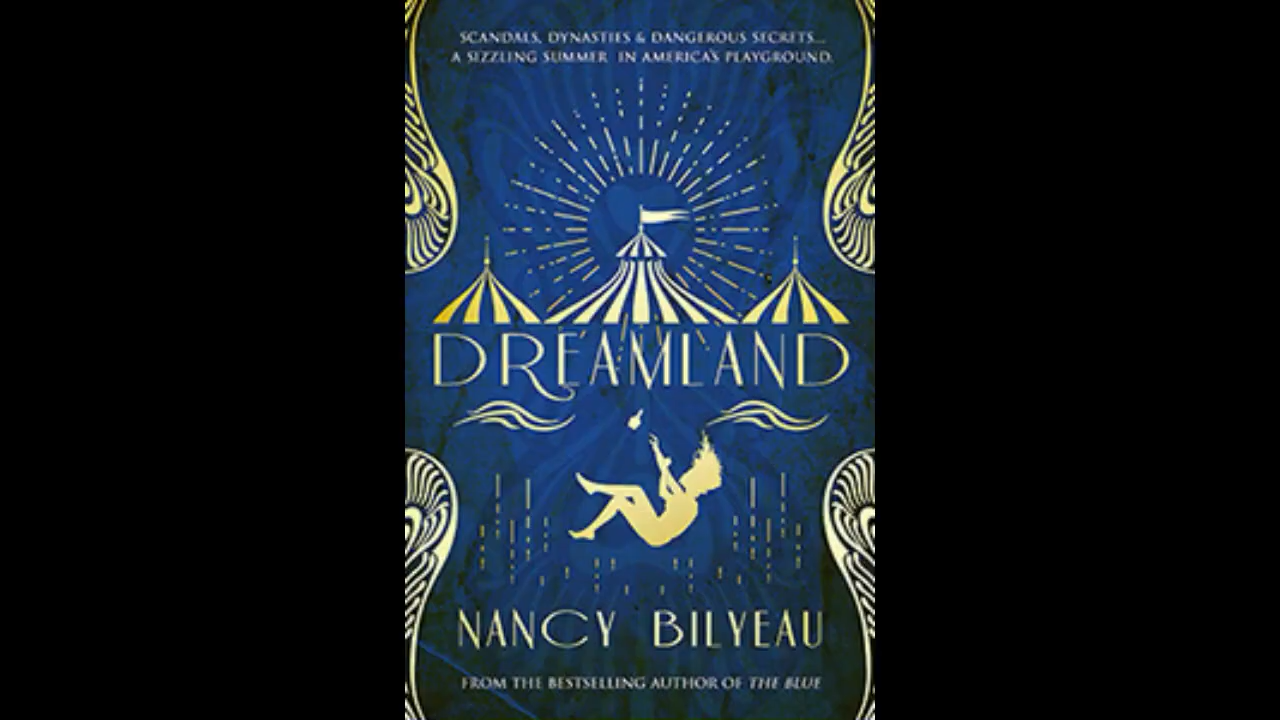 SCANDALS, DYNASTIES & DANGEROUS SECRETS...
A SIZZLING SUMMER IN AMERICA'S PLAYGROUND.
DREAMLAND
NANCY BILYEAU
FROM THE BESTSELLING AUTHOR OF THE BLUE